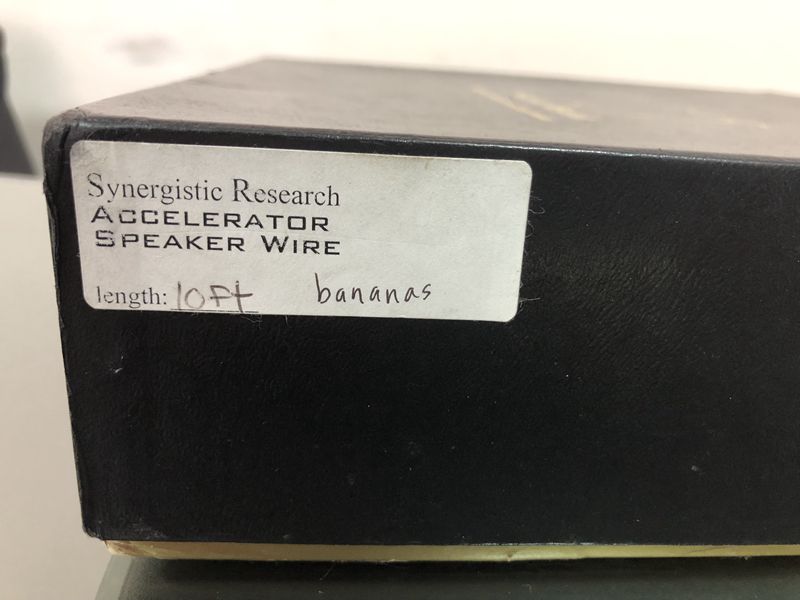 Synergistic Research
ACCELERATOR
SPEAKER WIRE
length: 10ft bananas